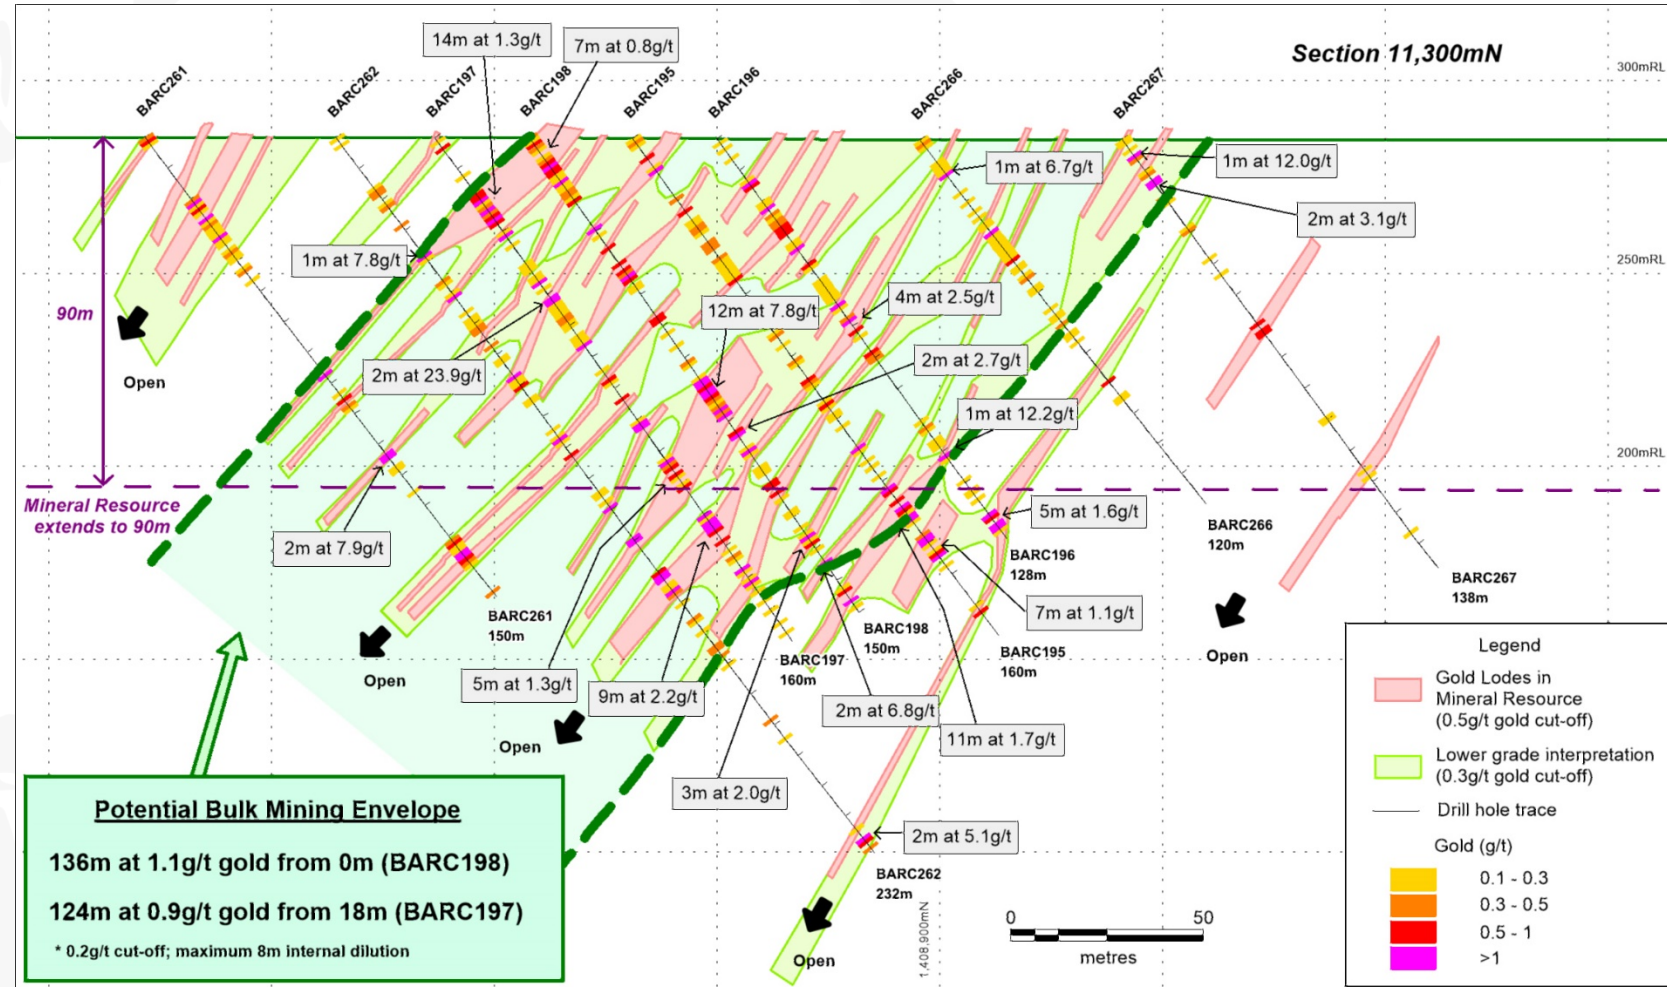 Section 11,300mN
300mRL
250mRL
200mRL
BARC261
BARC262
BARC197
BARC198
BARC195
BARC196
BARC266
BARC267
14m at 1.3g/t
7m at 0.8g/t
1m at 6.7g/t
1m at 12.0g/t
2m at 3.1g/t
1m at 7.8g/t
90m
4m at 2.5g/t
12m at 7.8g/t
2m at 23.9g/t
2m at 2.7g/t
Open
1m at 12.2g/t
Mineral Resource
extends to 90m
2m at 7.9g/t
5m at 1.6g/t
BARC266
120m
BARC196
128m
BARC267
138m
7m at 1.1g/t
BARC261
150m
BARC198
150m
BARC195
160m
BARC197
160m
Open
Open
5m at 1.3g/t
9m at 2.2g/t
2m at 6.8g/t
11m at 1.7g/t
Open
3m at 2.0g/t
2m at 5.1g/t
BARC262
232m
Open
1,408,900mN
0
50
metres
Potential Bulk Mining Envelope
136m at 1.1g/t gold from 0m (BARC198)
124m at 0.9g/t gold from 18m (BARC197)
* 0.2g/t cut-off; maximum 8m internal dilution
Legend
Gold Lodes in
Mineral Resource
(0.5g/t gold cut-off)
Lower grade interpretation
(0.3g/t gold cut-off)
Drill hole trace
Gold (g/t)
0.1 - 0.3
0.3 - 0.5
0.5 - 1
>1